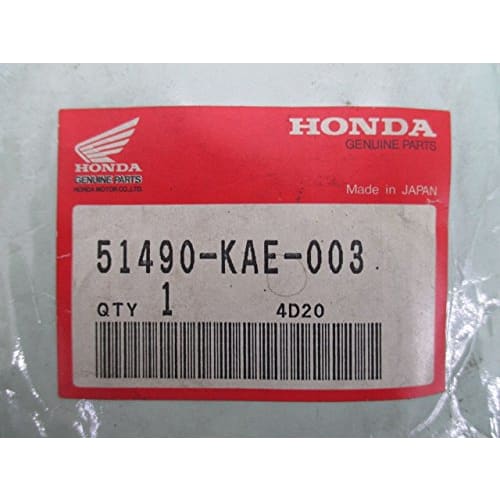 HONDA
GENUINE PARTS
HONDA MOTOR CO.,LTD.
HONDA
GENUINE PARTS
Made in JAPAN
51490-KAE-003
QTY 1 4D20